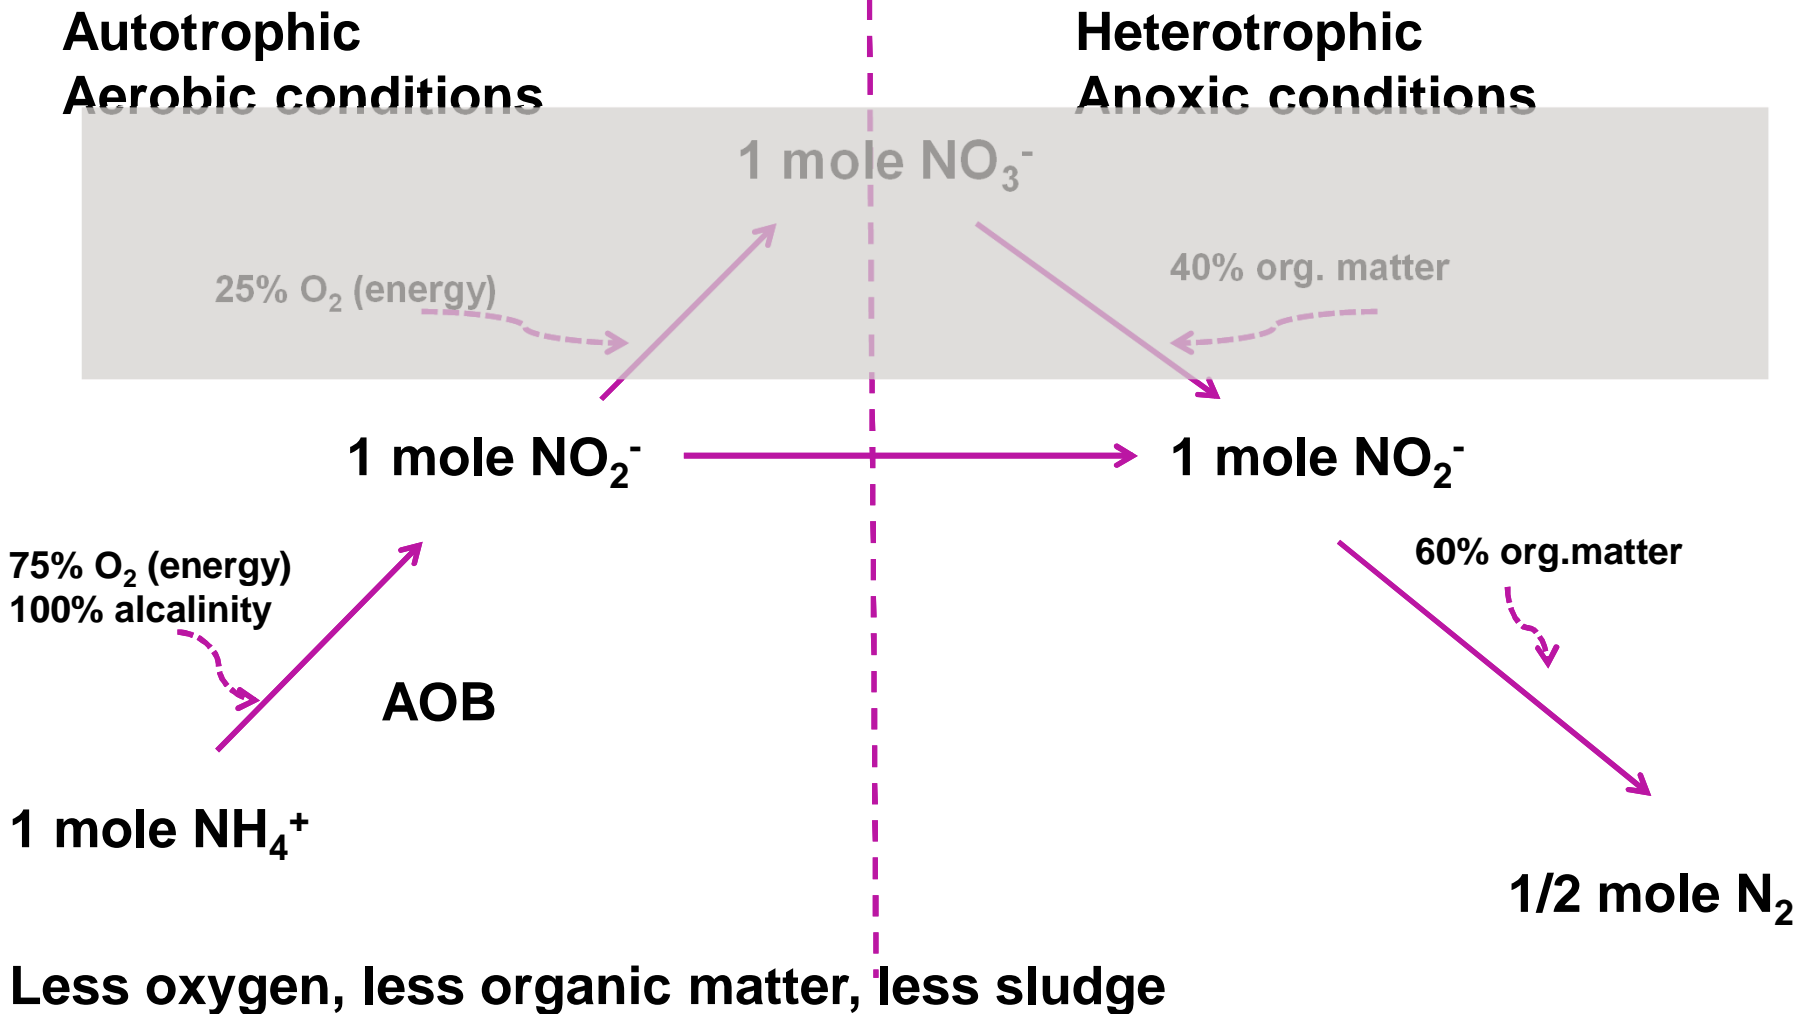 Autotrophic
Aerobic conditions
Heterotrophic
Anoxic conditions
1 mole NO₃⁻
25% O₂ (energy)
40% org. matter
1 mole NO₂⁻
1 mole NO₂⁻
75% O₂ (energy)
100% alcalinity
60% org.matter
AOB
1 mole NH₄⁺
1/2 mole N₂
Less oxygen, less organic matter, less sludge